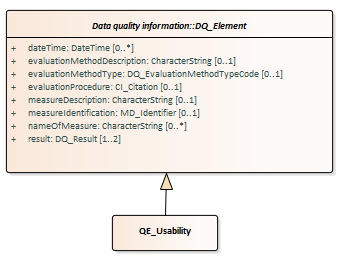 Data quality information::DQ_Element
+ dateTime: DateTime [0..*]
+ evaluationMethodDescription: CharacterString [0..1]
+ evaluationMethodType: DQ_EvaluationMethodTypeCode [0..1]
+ evaluationProcedure: CI_Citation [0..1]
+ measureDescription: CharacterString [0..1]
+ measureIdentification: MD_Identifier [0..1]
+ nameOfMeasure: CharacterString [0..*]
+ result: DQ_Result [1..2]
QE_Usability